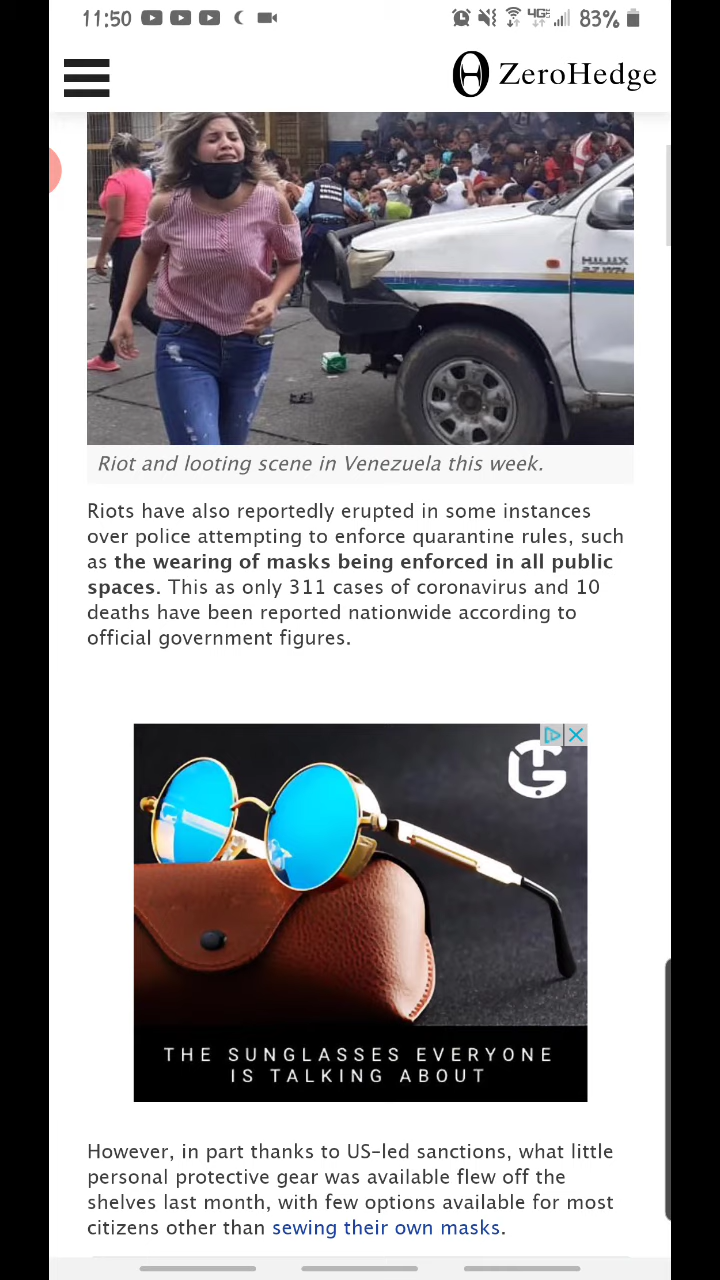 11:50
4GE
83%
ZeroHedge
HILUX
2.7 VVTi
Riot and looting scene in Venezuela this week.
Riots have also reportedly erupted in some instances
over police attempting to enforce quarantine rules, such
as the wearing of masks being enforced in all public
spaces. This as only 311 cases of coronavirus and 10
deaths have been reported nationwide according to
official government figures.
THE SUNGLASSES EVERYONE
IS TALKING ABOUT
However, in part thanks to US-led sanctions, what little
personal protective gear was available flew off the
shelves last month, with few options available for most
citizens other than sewing their own masks.